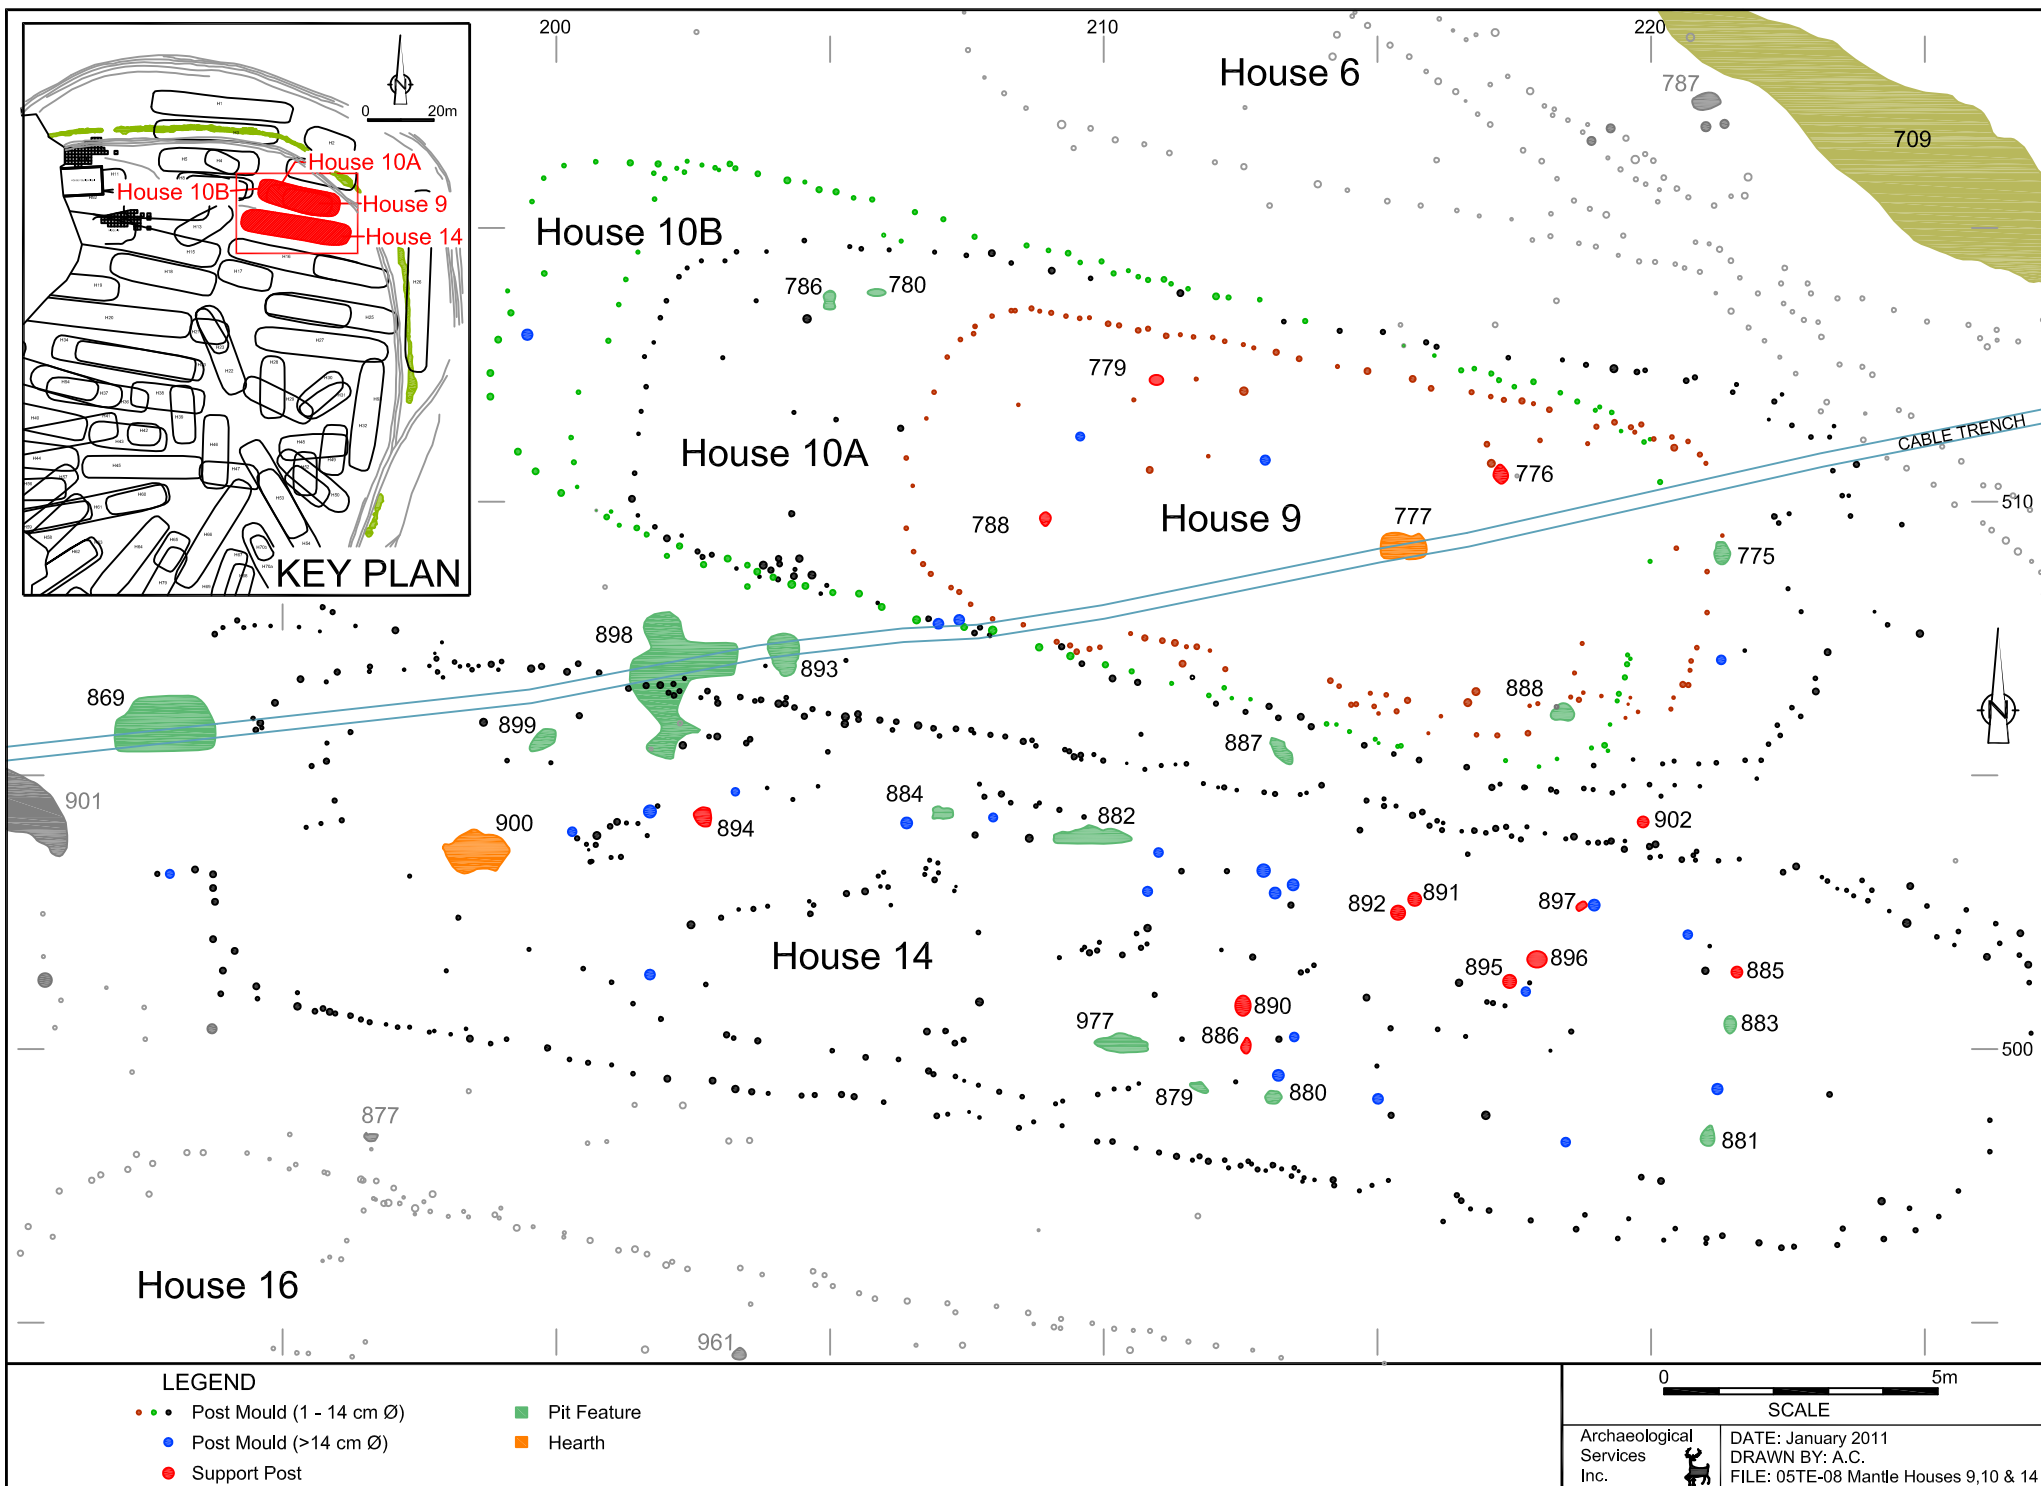 200
210
220
House 6
787
709
N
0
20m
House 10A
House 10B
House 9
House 14
KEY PLAN
House 10B
786
780
779
House 10A
CABLE TRENCH
776
510
788
House 9
777
775
898
893
869
888
N
899
887
901
884
882
902
900
894
892
891
897
House 14
895
896
885
890
977
886
883
500
879
880
877
881
House 16
961
LEGEND
Post Mould (1 - 14 cm Ø)
Post Mould (>14 cm Ø)
Support Post
Pit Feature
Hearth
0
5m
SCALE
Archaeological
Services
Inc.
DATE: January 2011
DRAWN BY: A.C.
FILE: 05TE-08 Mantle Houses 9,10 & 14